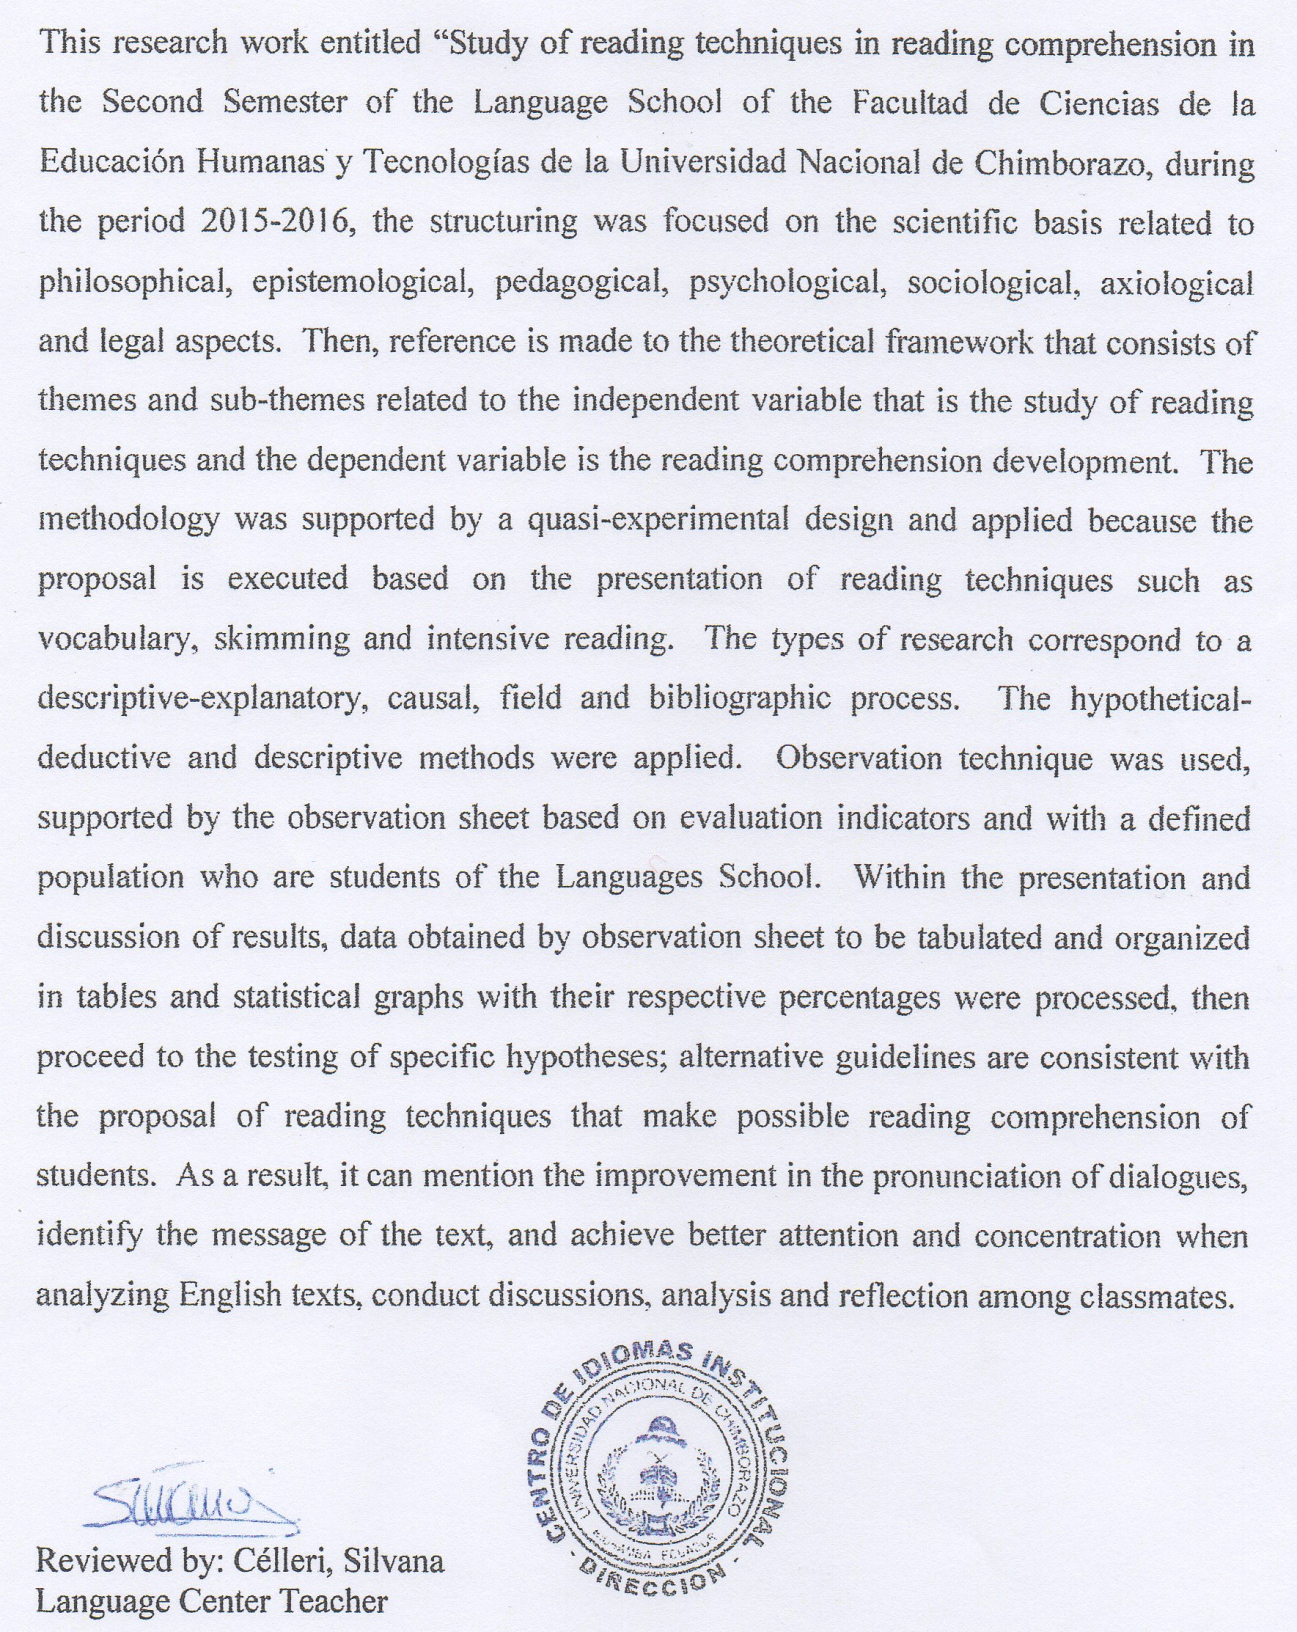 This research work entitled “Study of reading techniques in reading comprehension in
the Second Semester of the Language School of the Facultad de Ciencias de la
Educación Humanas y Tecnologías de la Universidad Nacional de Chimborazo, during
the period 2015-2016, the structuring was focused on the scientific basis related to
philosophical, epistemological, pedagogical, psychological, sociological, axiological
and legal aspects. Then, reference is made to the theoretical framework that consists of
themes and sub-themes related to the independent variable that is the study of reading
techniques and the dependent variable is the reading comprehension development. The
methodology was supported by a quasi-experimental design and applied because the
proposal is executed based on the presentation of reading techniques such as
vocabulary, skimming and intensive reading. The types of research correspond to a
descriptive-explanatory, causal, field and bibliographic process. The hypothetical-
deductive and descriptive methods were applied. Observation technique was used,
supported by the observation sheet based on evaluation indicators and with a defined
population who are students of the Languages School. Within the presentation and
discussion of results, data obtained by observation sheet to be tabulated and organized
in tables and statistical graphs with their respective percentages were processed, then
proceed to the testing of specific hypotheses; alternative guidelines are consistent with
the proposal of reading techniques that make possible reading comprehension of
students. As a result, it can mention the improvement in the pronunciation of dialogues,
identify the message of the text, and achieve better attention and concentration when
analyzing English texts, conduct discussions, analysis and reflection among classmates.
CENTRO DE IDIOMAS INSTITUCIONAL
UNIVERSIDAD NACIONAL DE CHIMBORAZO
RIOBAMBA ECUADOR
- DIRECCION -
Reviewed by: Célleri, Silvana
Language Center Teacher